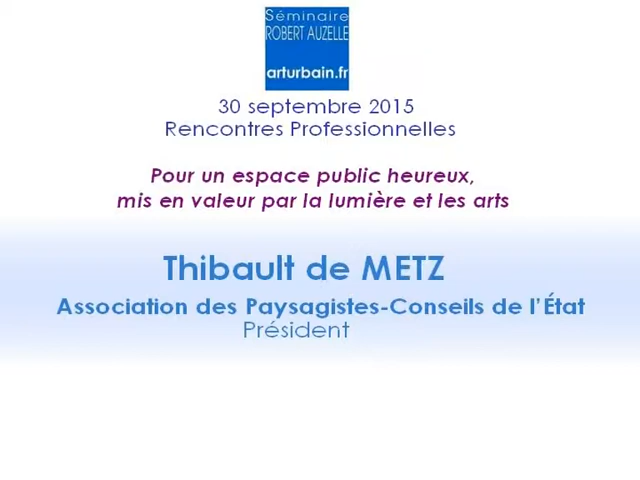 Séminaire
ROBERT AUZELLE
arturbain.fr
30 septembre 2015
Rencontres Professionnelles
Pour un espace public heureux,
mis en valeur par la lumière et les arts
Thibault de METZ
Association des Paysagistes-Conseils de l'État
Président